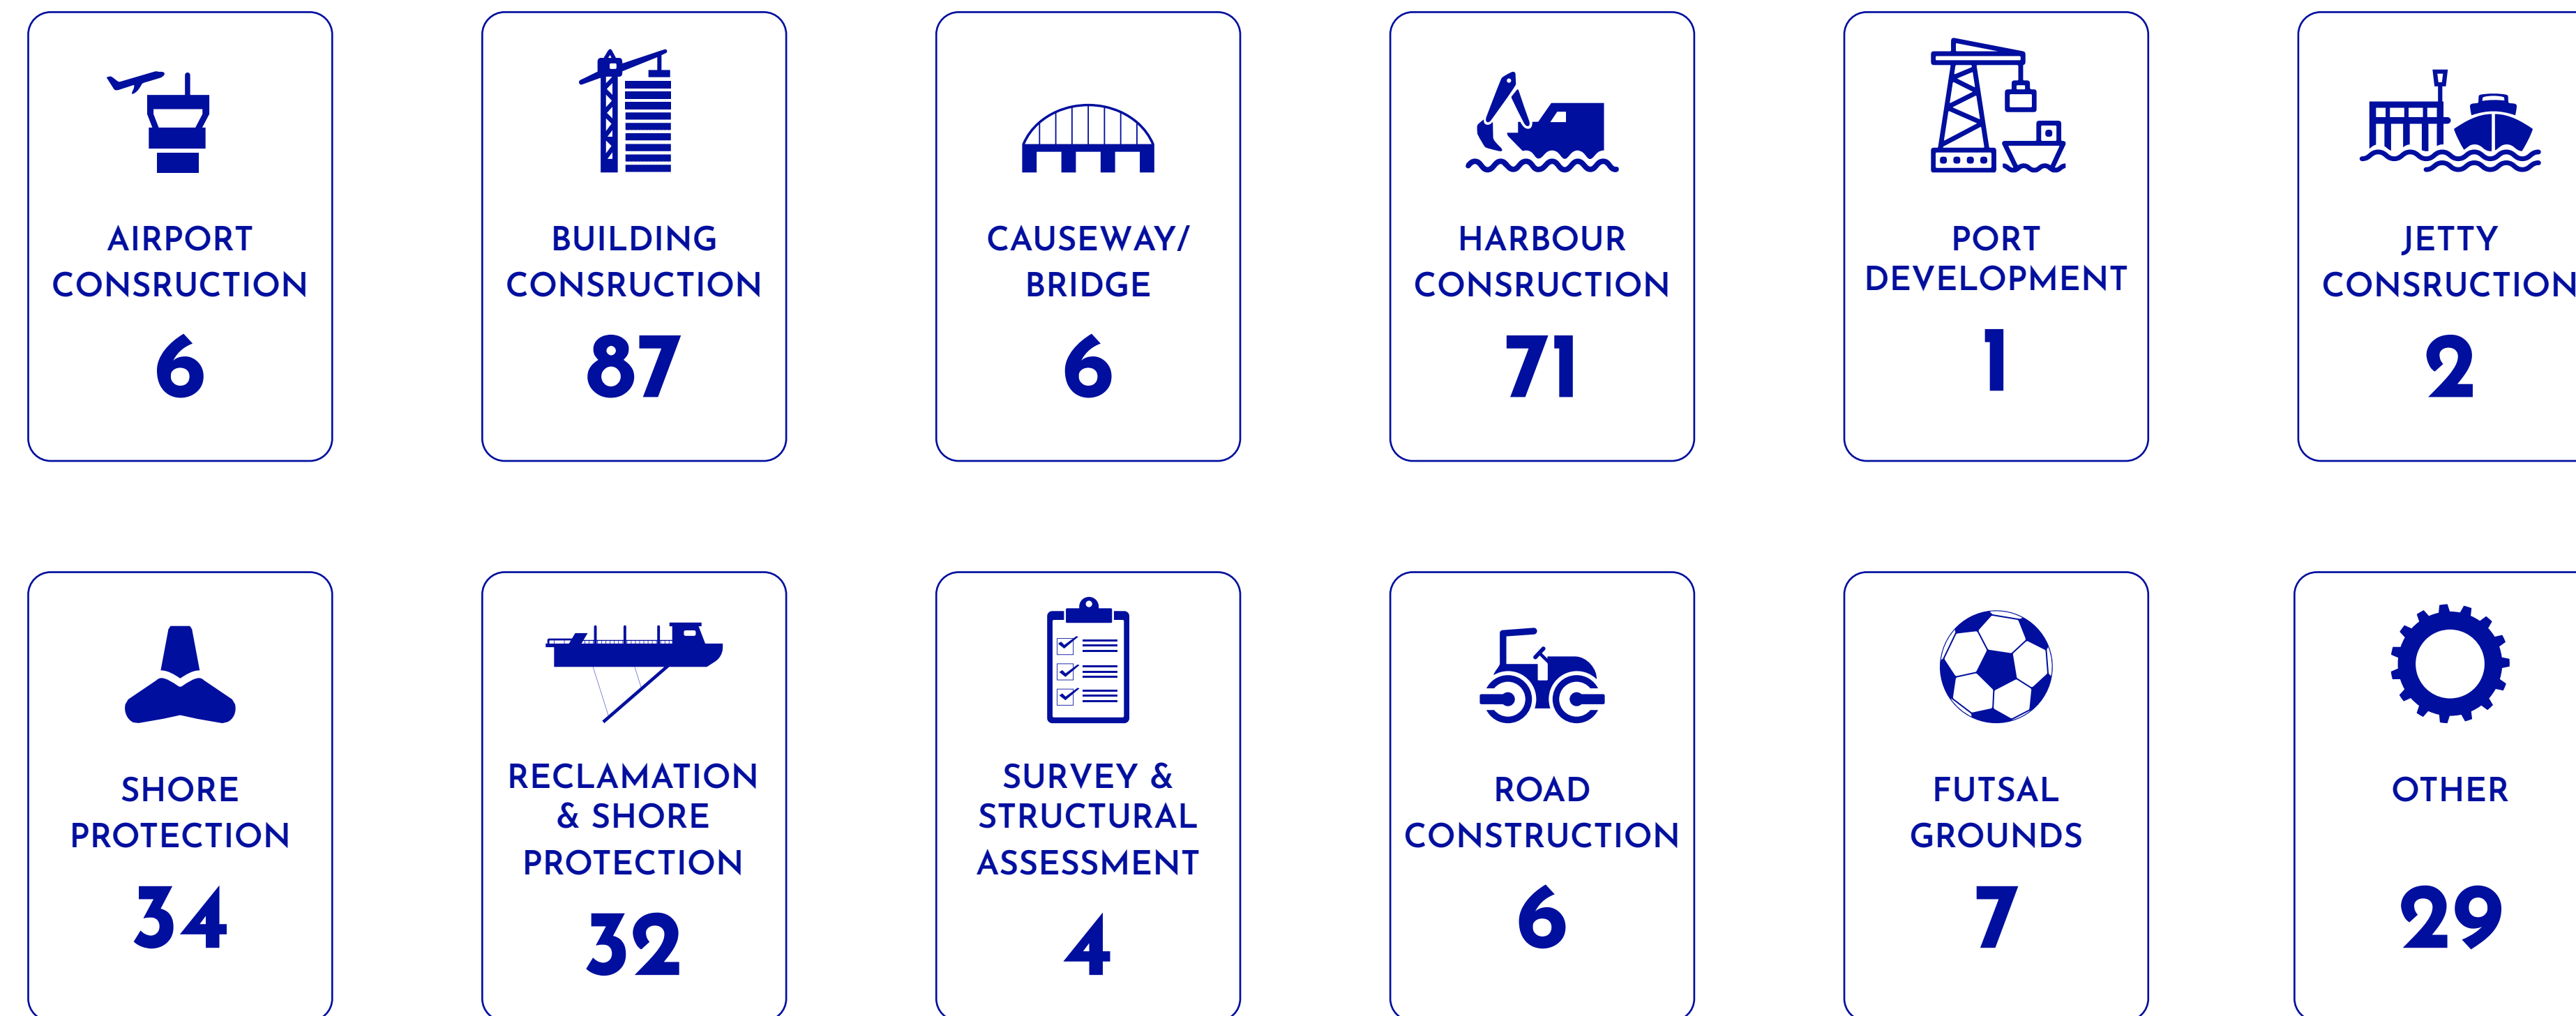 AIRPORT
CONSRUCTION
6
BUILDING
CONSRUCTION
87
CAUSEWAY/
BRIDGE
6
HARBOUR
CONSRUCTION
71
PORT
DEVELOPMENT
1
JETTY
CONSRUCTION
2
SHORE
PROTECTION
34
RECLAMATION
& SHORE
PROTECTION
32
SURVEY &
STRUCTURAL
ASSESSMENT
4
ROAD
CONSTRUCTION
6
FUTSAL
GROUNDS
7
OTHER
29